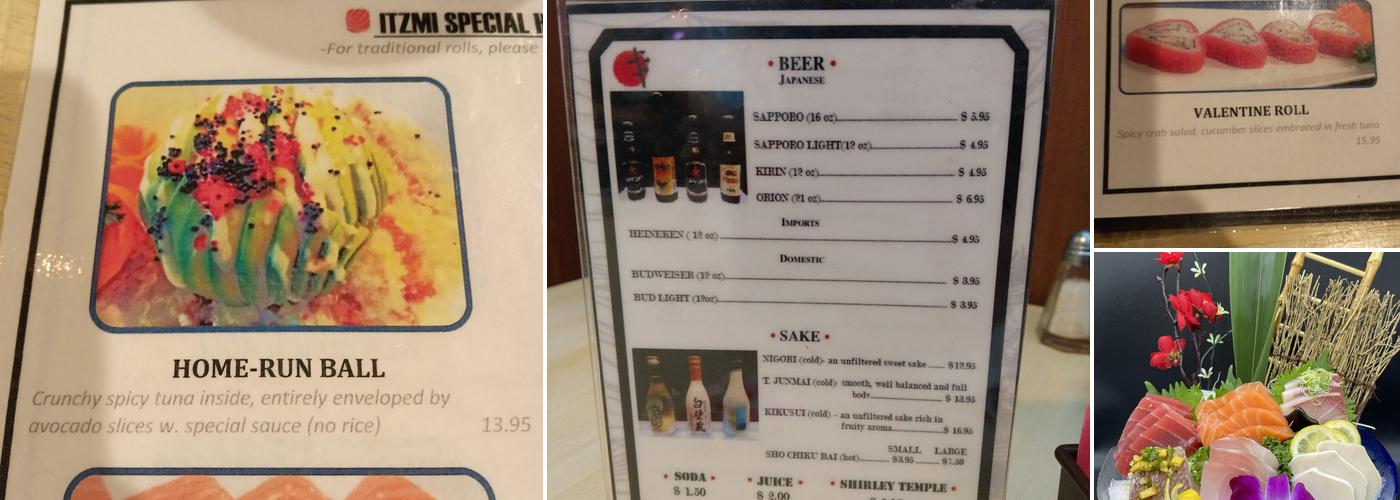 ITZMI SPECIAL
-For traditional rolls, please
HOME-RUN BALL
Crunchy spicy tuna inside, entirely enveloped by
avocado slices w. special sauce (no rice)
13.95
• BEER •
JAPANESE
SAPPORO (16 oz) $ 5.95
SAPPORO LIGHT(12 oz) $ 4.95
KIRIN (12 oz) $ 4.95
ORION (21 oz) $ 6.95
IMPORTS
HEINEKEN ( 12 oz) $ 4.95
DOMESTIC
BUDWEISER (12 oz) $ 3.95
BUD LIGHT (12oz) $ 3.95
• SAKE •
NIGORI (cold)- an unfiltered sweet sake $12.95
T. JUNMAI (cold) smooth, well balanced and full
body $ 13.95
KIKUSUI (cold) - an unfiltered sake rich in
fruity aroma $ 16.95
SMALL LARGE
SHO CHIKU BAI (hot) $3.95 $7.50
• SODA •
$ 1.50
• JUICE •
$ 2.00
• SHIRLEY TEMPLE •
VALENTINE ROLL
Spicy crab salad, cucumber slices embraced in fresh tuna
15.95